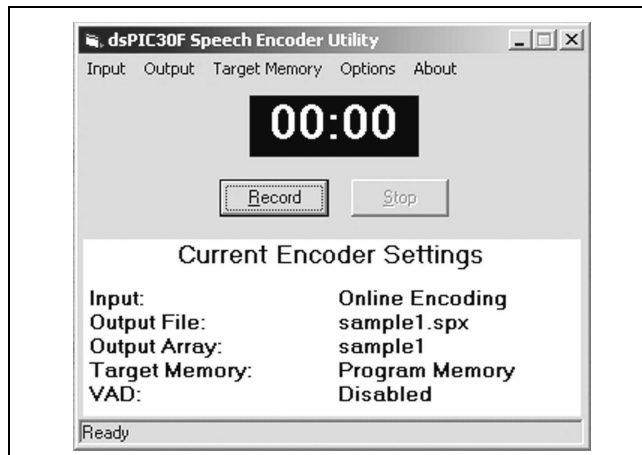 dsPIC30F Speech Encoder Utility
Input Output Target Memory Options About
00:00
Record Stop
Current Encoder Settings
Input: Online Encoding
Output File: sample1.spx
Output Array: sample1
Target Memory: Program Memory
VAD: Disabled
Ready